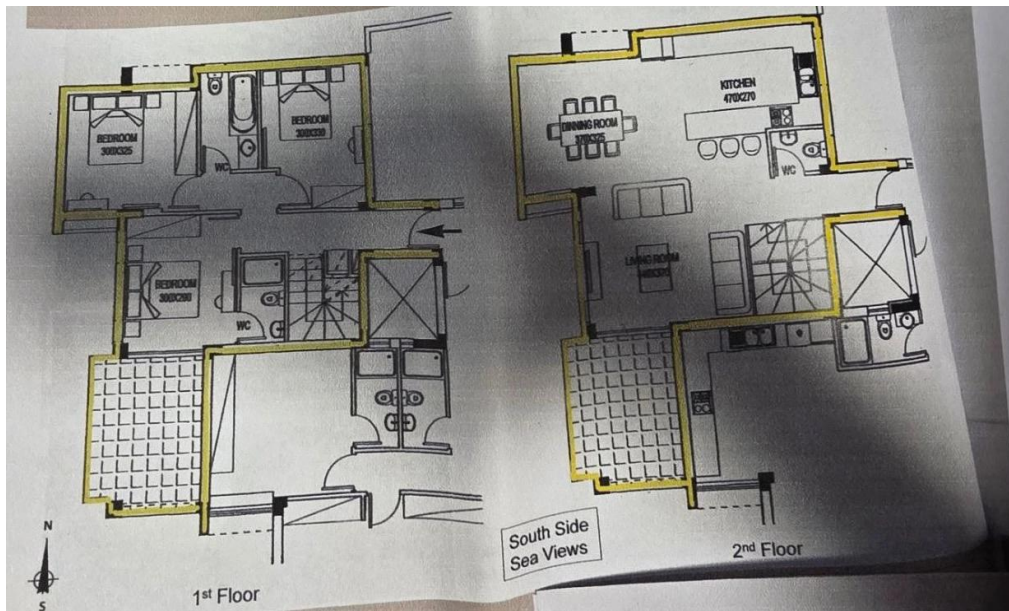 BEDROOM
300X325
WC
BEDROOM
BEDROOM
WC
N
S
1st Floor
KITCHEN
470X270
DINNING ROOM
WC
LIVING ROOM
South Side
Sea Views
2nd Floor